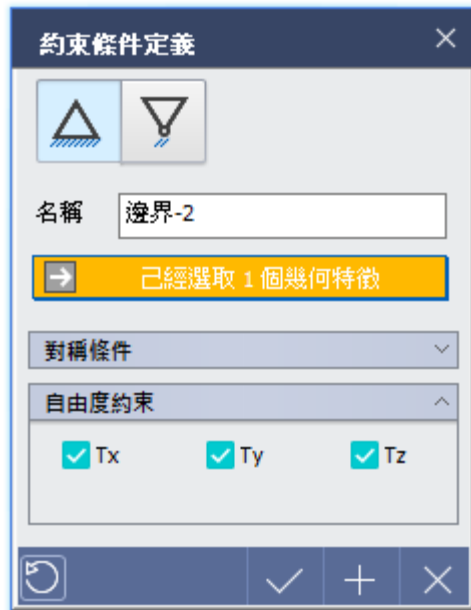 約束條件定義
名稱
邊界-2
已經選取 1 個幾何特徵
對稱條件
自由度約束
Tx
Ty
Tz